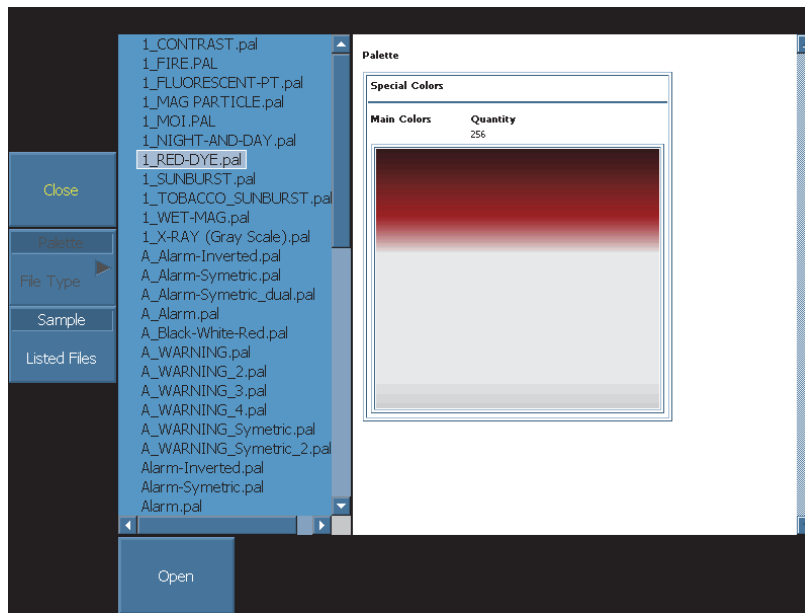 Close
Palette
File Type
Sample
Listed Files
1_CONTRAST.pal
1_FIRE.PAL
1_FLUORESCENT-PT.pal
1_MAG PARTICLE.pal
1_MOI.PAL
1_NIGHT-AND-DAY.pal
1_RED-DYE.pal
1_SUNBURST.pal
1_TOBACCO_SUNBURST.pal
1_WET-MAG.pal
1_X-RAY (Gray Scale).pal
A_Alarm-Inverted.pal
A_Alarm-Symetric.pal
A_Alarm-Symetric_dual.pal
A_Alarm.pal
A_Black-White-Red.pal
A_WARNING.pal
A_WARNING_2.pal
A_WARNING_3.pal
A_WARNING_4.pal
A_WARNING_Symetric.pal
A_WARNING_Symetric_2.pal
Alarm-Inverted.pal
Alarm-Symetric.pal
Alarm.pal
Palette
Special Colors
Main Colors Quantity
256
Open